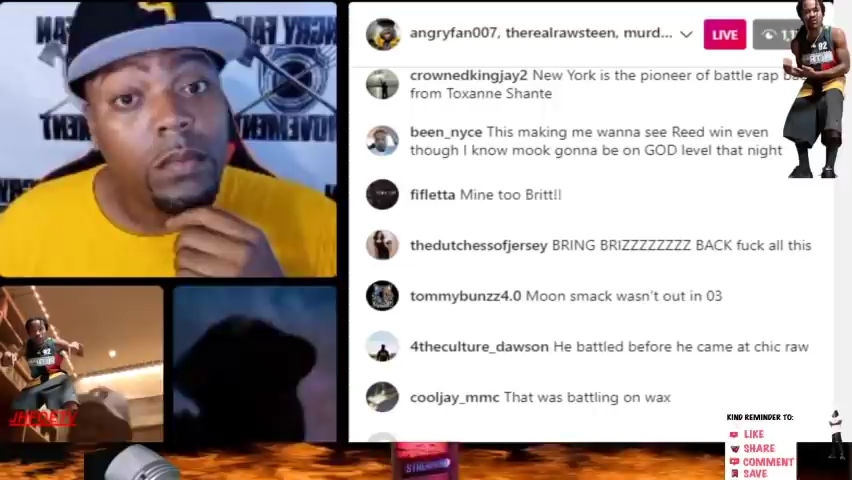 angryfan007, therealrawsteen, murd...
LIVE
crownedkingjay2 New York is the pioneer of battle rap
from Toxanne Shante
been_nyce This making me wanna see Reed win even
though I know mook gonna be on GOD level that night
fifletta Mine too Britt!!
thedutchessofjersey BRING BRIZZZZZZZZ BACK fuck all this
tommybunzz4.0 Moon smack wasn't out in 03
4theculture_dawson He battled before he came at chic raw
cooljay_mmc That was battling on wax
KIND REMINDER TO:
LIKE
SHARE
COMMENT
SAVE